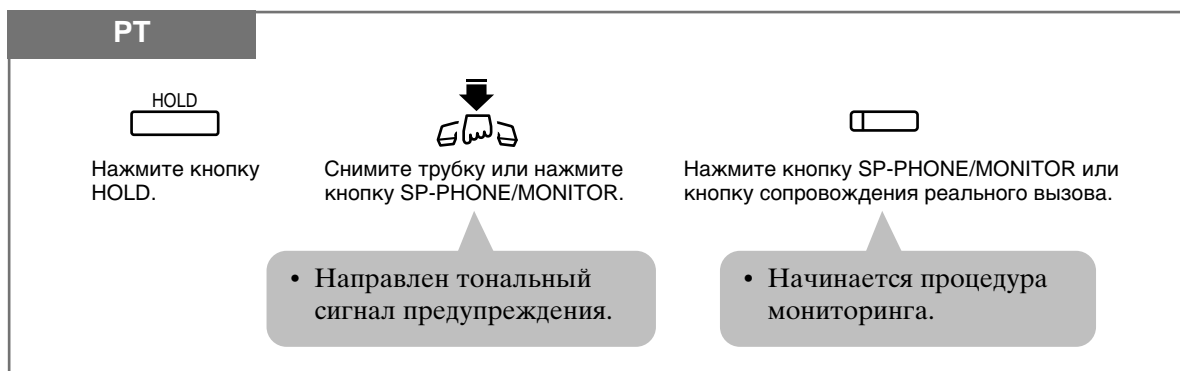 PT
HOLD
Нажмите кнопку
HOLD.
Снимите трубку или нажмите
кнопку SP-PHONE/MONITOR.
Нажмите кнопку SP-PHONE/MONITOR или
кнопку сопровождения реального вызова.
• Направлен тональный
сигнал предупреждения.
• Начинается процедура
мониторинга.